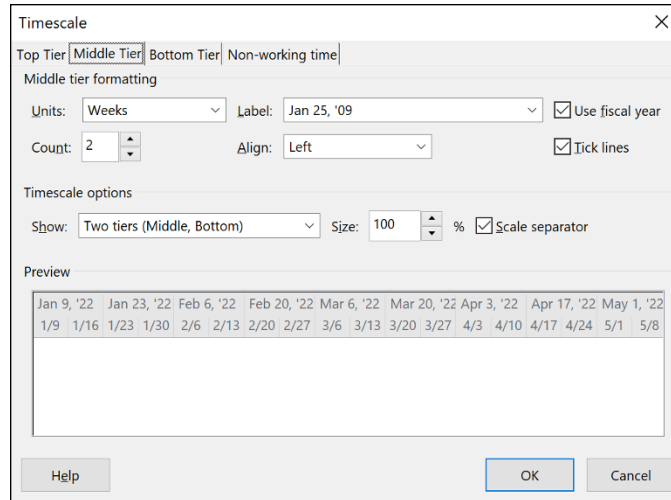 Timescale
Top Tier Middle Tier Bottom Tier Non-working time
Middle tier formatting
Units: Weeks Label: Jan 25, '09 Use fiscal year
Count: 2 Align: Left Tick lines
Timescale options
Show: Two tiers (Middle, Bottom) Size: 100 % Scale separator
Preview
Jan 9, '22 Jan 23, '22 Feb 6, '22 Feb 20, '22 Mar 6, '22 Mar 20, '22 Apr 3, '22 Apr 17, '22 May 1, '22
1/9 1/16 1/23 1/30 2/6 2/13 2/20 2/27 3/6 3/13 3/20 3/27 4/3 4/10 4/17 4/24 5/1 5/8
Help OK Cancel